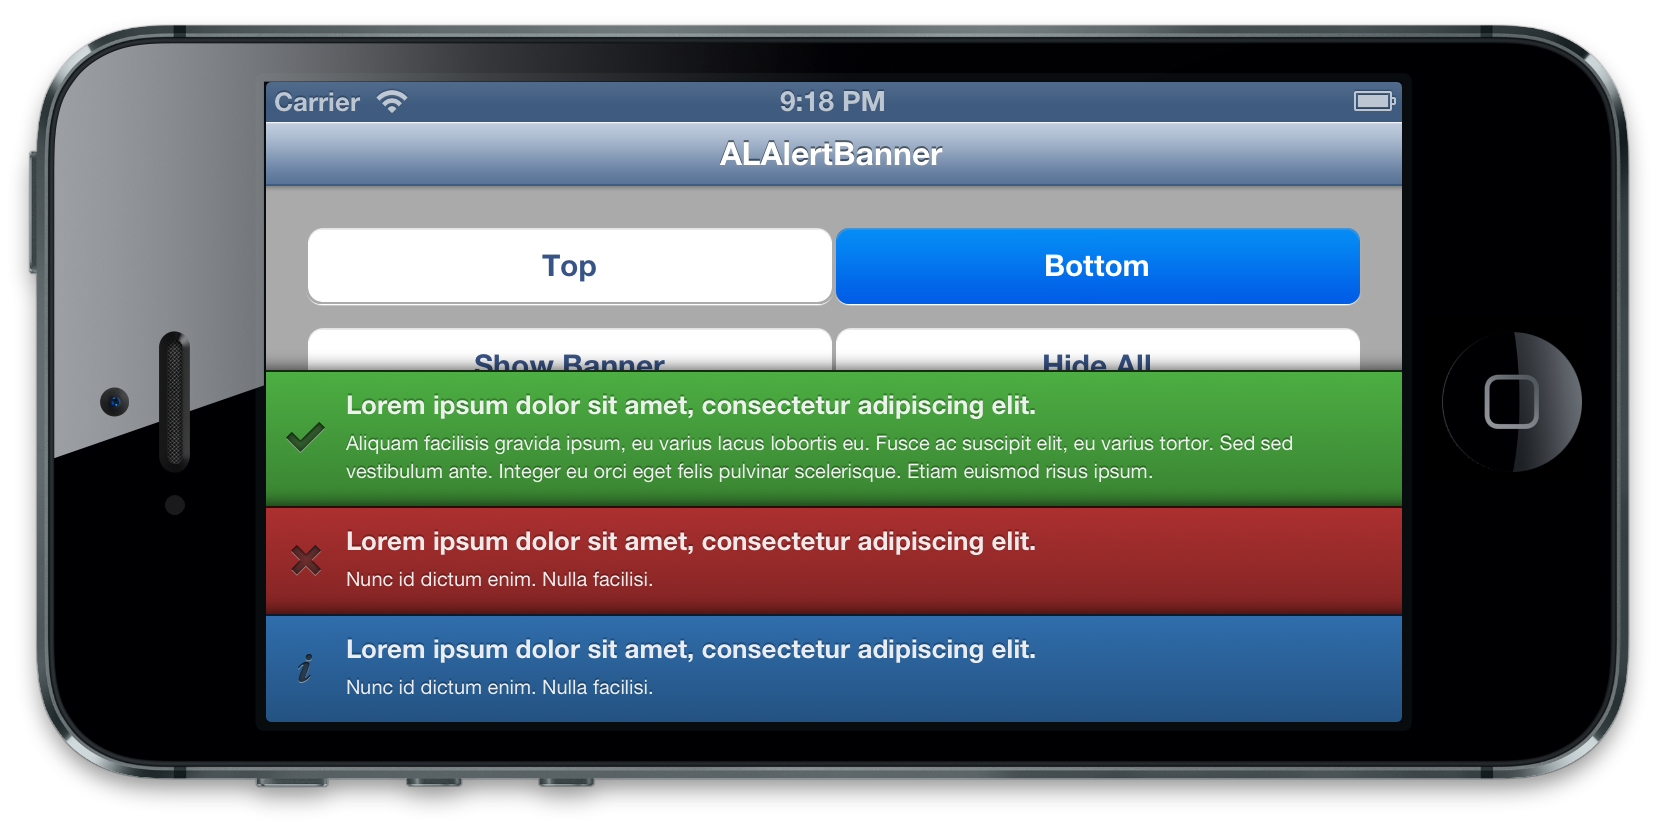 Carrier 9:18 PM
ALAlertBanner
Top Bottom
Show Banner Hide All
Lorem ipsum dolor sit amet, consectetur adipiscing elit.
Aliquam facilisis gravida ipsum, eu varius lacus lobortis eu. Fusce ac suscipit elit, eu varius tortor. Sed sed
vestibulum ante. Integer eu orci eget felis pulvinar scelerisque. Etiam euismod risus ipsum.
Lorem ipsum dolor sit amet, consectetur adipiscing elit.
Nunc id dictum enim. Nulla facilisi.
Lorem ipsum dolor sit amet, consectetur adipiscing elit.
Nunc id dictum enim. Nulla facilisi.